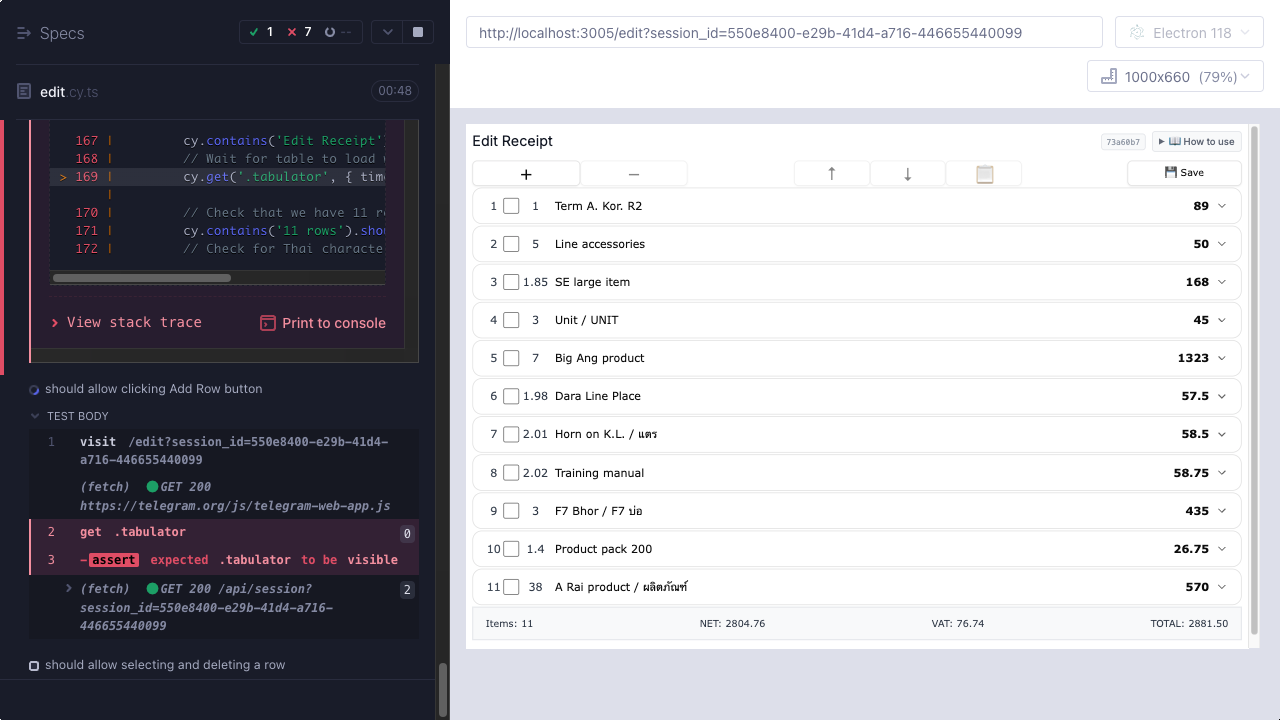 Specs
1 7 --
edit.cy.ts
00:48
167 | cy.contains('Edit Receipt'
168 | // Wait for table to load
> 169 | cy.get('.tabulator', { time
|
170 | // Check that we have 11
171 | cy.contains('11 rows').shou
172 | // Check for Thai characte
View stack trace
Print to console
should allow clicking Add Row button
TEST BODY
1 visit /edit?session_id=550e8400-e29b-41d4-
a716-446655440099
(fetch) GET 200
https://telegram.org/js/telegram-web-app.js
2 get .tabulator 0
3 -assert expected .tabulator to be visible
(fetch) GET 200 /api/session? 2
session_id=550e8400-e29b-41d4-a716-
446655440099
should allow selecting and deleting a row
http://localhost:3005/edit?session_id=550e8400-e29b-41d4-a716-446655440099
Electron 118
1000x660 (79%)
Edit Receipt
73a60b7
▶ 📖 How to use
+ − ↑ ↓ 📋 💾 Save
1 1 Term A. Kor. R2 89
2 5 Line accessories 50
3 1.85 SE large item 168
4 3 Unit / UNIT 45
5 7 Big Ang product 1323
6 1.98 Dara Line Place 57.5
7 2.01 Horn on K.L. / แตร 58.5
8 2.02 Training manual 58.75
9 3 F7 Bhor / F7 บ่อ 435
10 1.4 Product pack 200 26.75
11 38 A Rai product / ผลิตภัณฑ์ 570
Items: 11 NET: 2804.76 VAT: 76.74 TOTAL: 2881.50